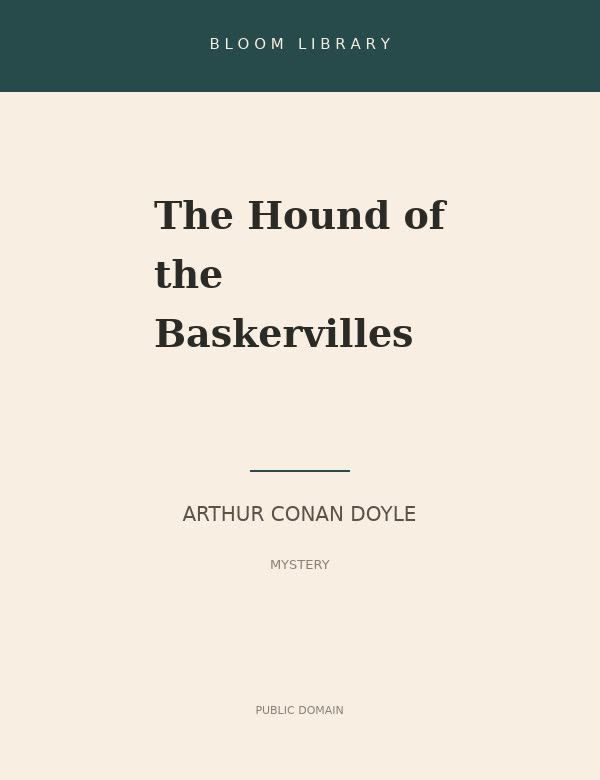 BLOOM LIBRARY
The Hound of
the
Baskervilles
ARTHUR CONAN DOYLE
MYSTERY
PUBLIC DOMAIN